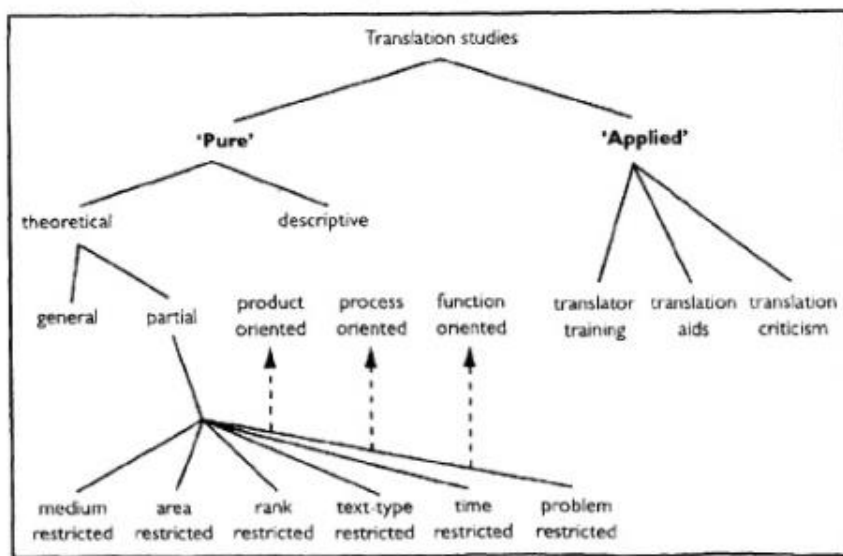 Translation studies
'Pure'
'Applied'
theoretical
descriptive
general
partial
product
oriented
process
oriented
function
oriented
translator
training
translation
aids
translation
criticism
medium
restricted
area
restricted
rank
restricted
text-type
restricted
time
restricted
problem
restricted